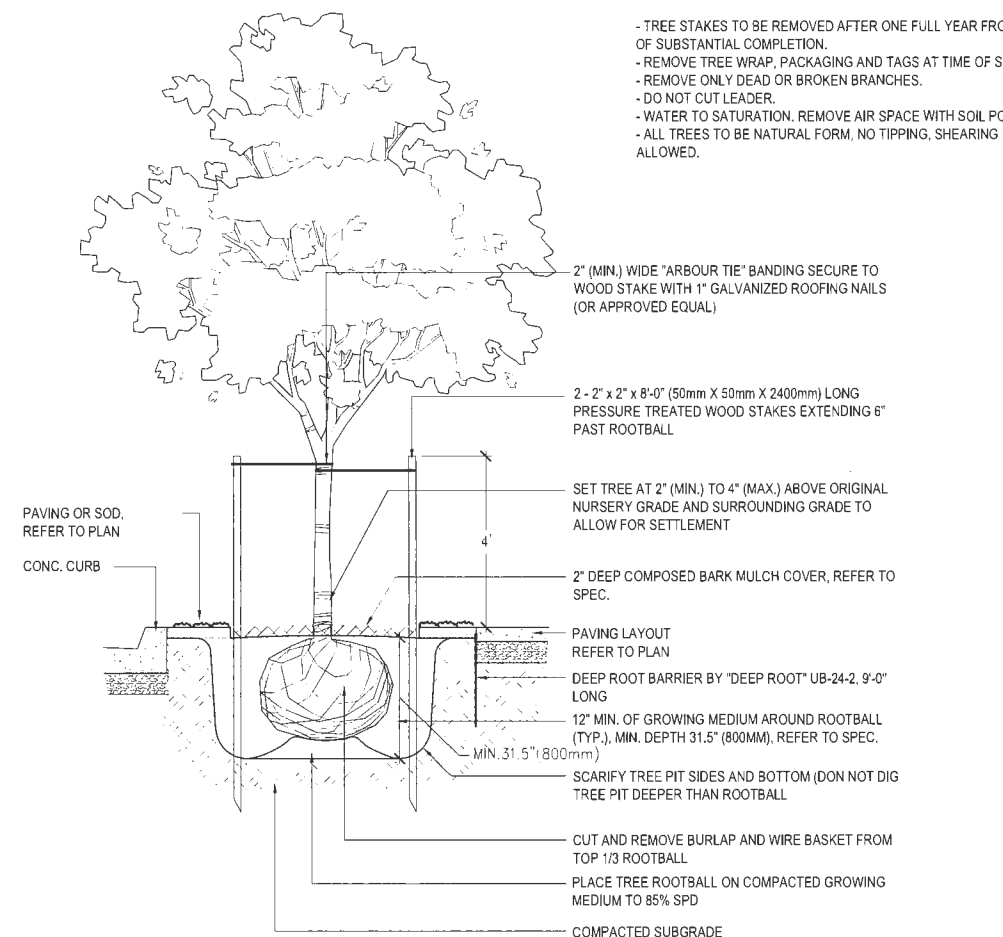 - TREE STAKES TO BE REMOVED AFTER ONE FULL YEAR
OF SUBSTANTIAL COMPLETION.
- REMOVE TREE WRAP, PACKAGING AND TAGS AT TIME OF
- REMOVE ONLY DEAD OR BROKEN BRANCHES.
- DO NOT CUT LEADER.
- WATER TO SATURATION. REMOVE AIR SPACE WITH SOIL
- ALL TREES TO BE NATURAL FORM, NO TIPPING, SHEARING
ALLOWED.
2" (MIN.) WIDE "ARBOUR TIE" BANDING SECURE TO
WOOD STAKE WITH 1" GALVANIZED ROOFING NAILS
(OR APPROVED EQUAL)
2 - 2" x 2" x 8'-0" (50mm X 50mm X 2400mm) LONG
PRESSURE TREATED WOOD STAKES EXTENDING 6"
PAST ROOTBALL
SET TREE AT 2" (MIN.) TO 4" (MAX.) ABOVE ORIGINAL
NURSERY GRADE AND SURROUNDING GRADE TO
ALLOW FOR SETTLEMENT
PAVING OR SOD,
REFER TO PLAN
4'
CONC. CURB
2" DEEP COMPOSED BARK MULCH COVER, REFER TO
SPEC.
PAVING LAYOUT
REFER TO PLAN
DEEP ROOT BARRIER BY "DEEP ROOT" UB-24-2, 9'-0"
LONG
12" MIN. OF GROWING MEDIUM AROUND ROOTBALL
(TYP.), MIN. DEPTH 31.5" (800MM), REFER TO SPEC.
MIN.31.5"(800mm)
SCARIFY TREE PIT SIDES AND BOTTOM (DON NOT DIG
TREE PIT DEEPER THAN ROOTBALL
CUT AND REMOVE BURLAP AND WIRE BASKET FROM
TOP 1/3 ROOTBALL
PLACE TREE ROOTBALL ON COMPACTED GROWING
MEDIUM TO 85% SPD
COMPACTED SUBGRADE